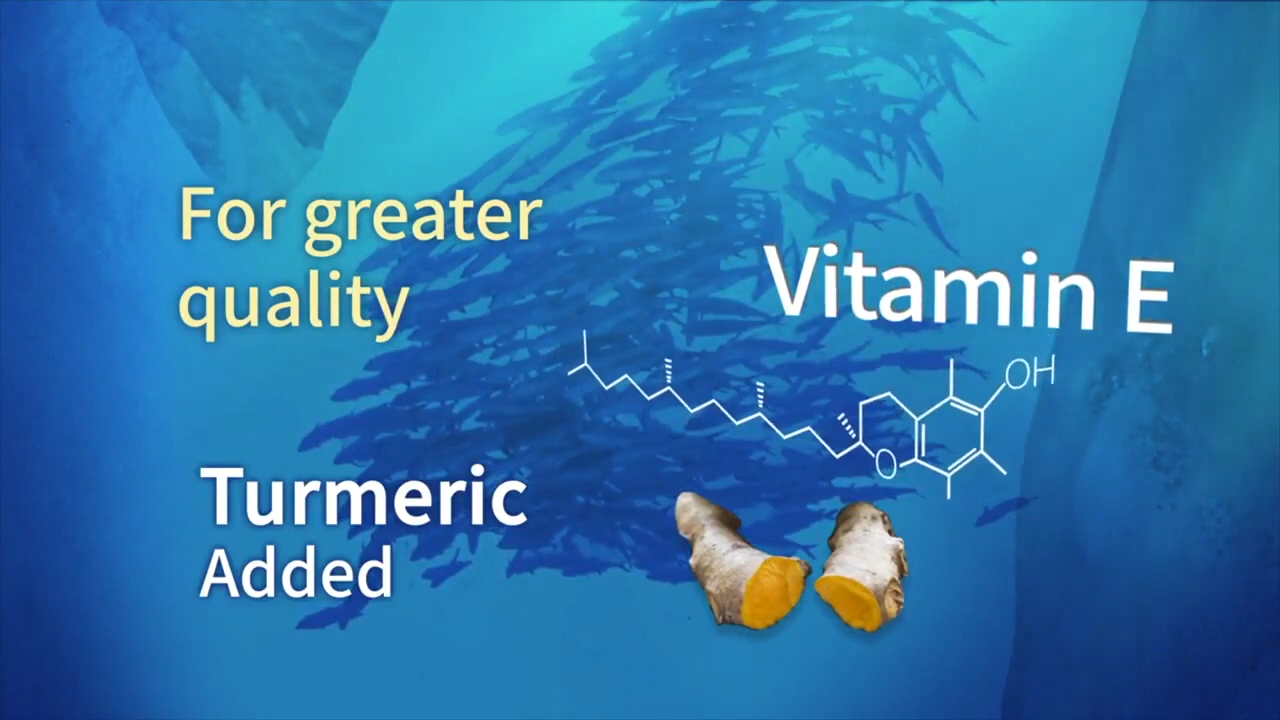 For greater
quality
Vitamin E
OH
O
Turmeric
Added